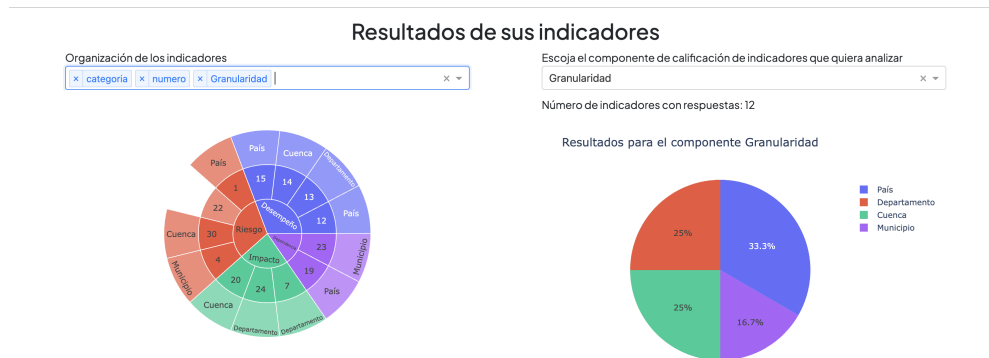 Resultados de sus indicadores
Organización de los indicadores
× categoria × numero × Granularidad
Escoja el componente de calificación de indicadores que quiera analizar
Granularidad
Número de indicadores con respuestas: 12
Resultados para el componente Granularidad
País
Cuenca
Departamento
País
País
15
14
13
12
1
22
30
4
Desempeño
Riesgo
Impacto
Cuenca
Municipio
20
24
7
19
23
Municipio
País
Cuenca
Departamento
Departamento
33.3%
25%
25%
16.7%
País
Departamento
Cuenca
Municipio